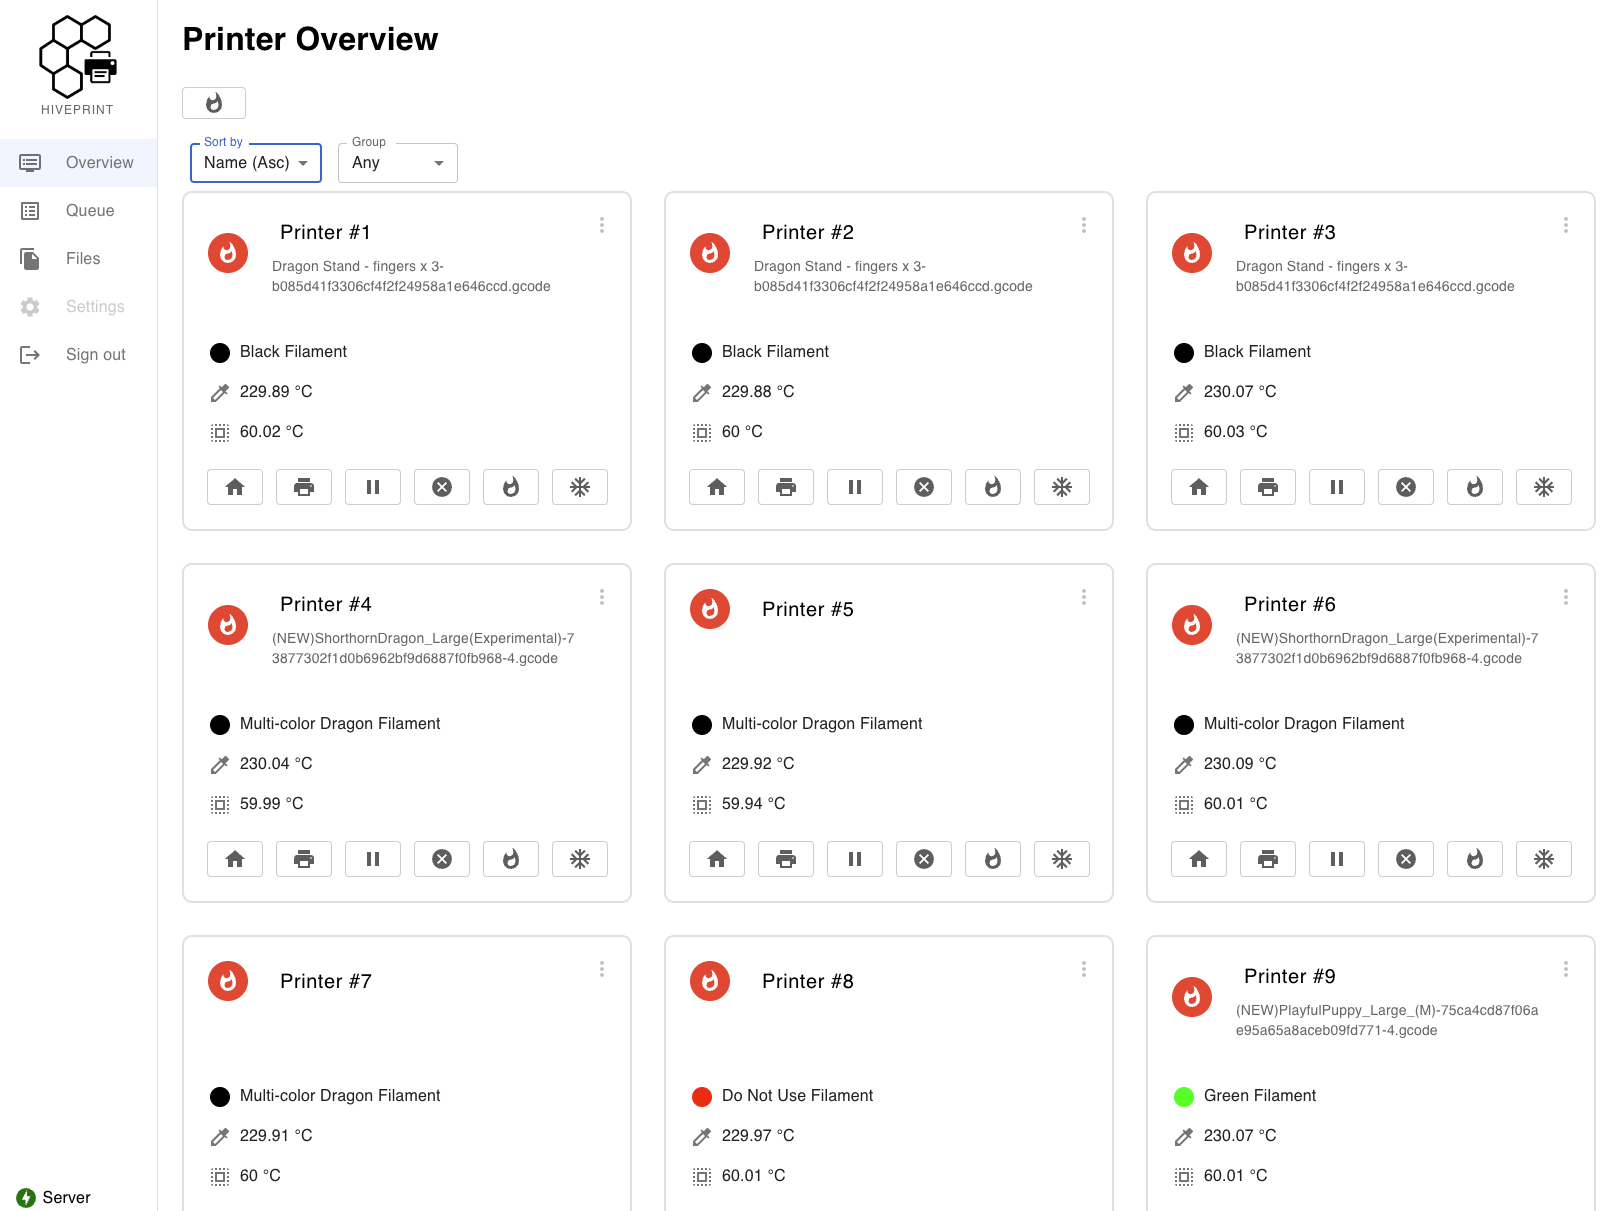 HIVEPRINT
Overview
Queue
Files
Settings
Sign out
Server
Printer Overview
Sort by
Name (Asc)
Group
Any
Printer #1
Dragon Stand - fingers x 3-
b085d41f3306cf4f2f24958a1e646ccd.gcode
Black Filament
229.89 °C
60.02 °C
Printer #2
Dragon Stand - fingers x 3-
b085d41f3306cf4f2f24958a1e646ccd.gcode
Black Filament
229.88 °C
60 °C
Printer #3
Dragon Stand - fingers x 3-
b085d41f3306cf4f2f24958a1e646ccd.gcode
Black Filament
230.07 °C
60.03 °C
Printer #4
(NEW)ShorthornDragon_Large(Experimental)-7
3877302f1d0b6962bf9d6887f0fb968-4.gcode
Multi-color Dragon Filament
230.04 °C
59.99 °C
Printer #5
Multi-color Dragon Filament
229.92 °C
59.94 °C
Printer #6
(NEW)ShorthornDragon_Large(Experimental)-7
3877302f1d0b6962bf9d6887f0fb968-4.gcode
Multi-color Dragon Filament
230.09 °C
60.01 °C
Printer #7
Multi-color Dragon Filament
229.91 °C
60 °C
Printer #8
Do Not Use Filament
229.97 °C
60.01 °C
Printer #9
(NEW)PlayfulPuppy_Large_(M)-75ca4cd87f06a
e95a65a8aceb09fd771-4.gcode
Green Filament
230.07 °C
60.01 °C